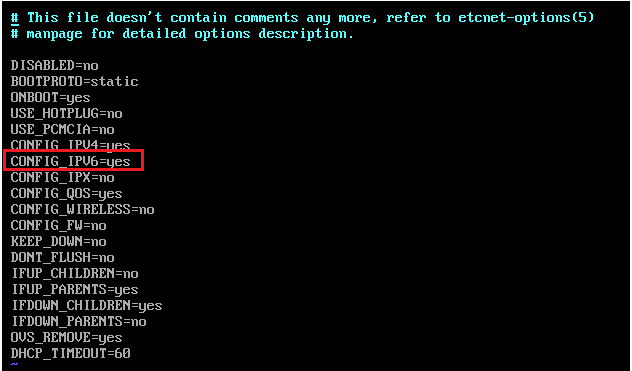 # This file doesn't contain comments any more, refer to etcnet-options(5)
# manpage for detailed options description.
DISABLED=no
BOOTPROTO=static
ONBOOT=yes
USE_HOTPLUG=no
USE_PCMCIA=no
CONFIG_IPV4=yes
CONFIG_IPV6=yes
CONFIG_IPX=no
CONFIG_QOS=yes
CONFIG_WIRELESS=no
CONFIG_FW=no
KEEP_DOWN=no
DONT_FLUSH=no
IFUP_CHILDREN=no
IFUP_PARENTS=yes
IFDOWN_CHILDREN=yes
IFDOWN_PARENTS=no
OVS_REMOVE=yes
DHCP_TIMEOUT=60
~